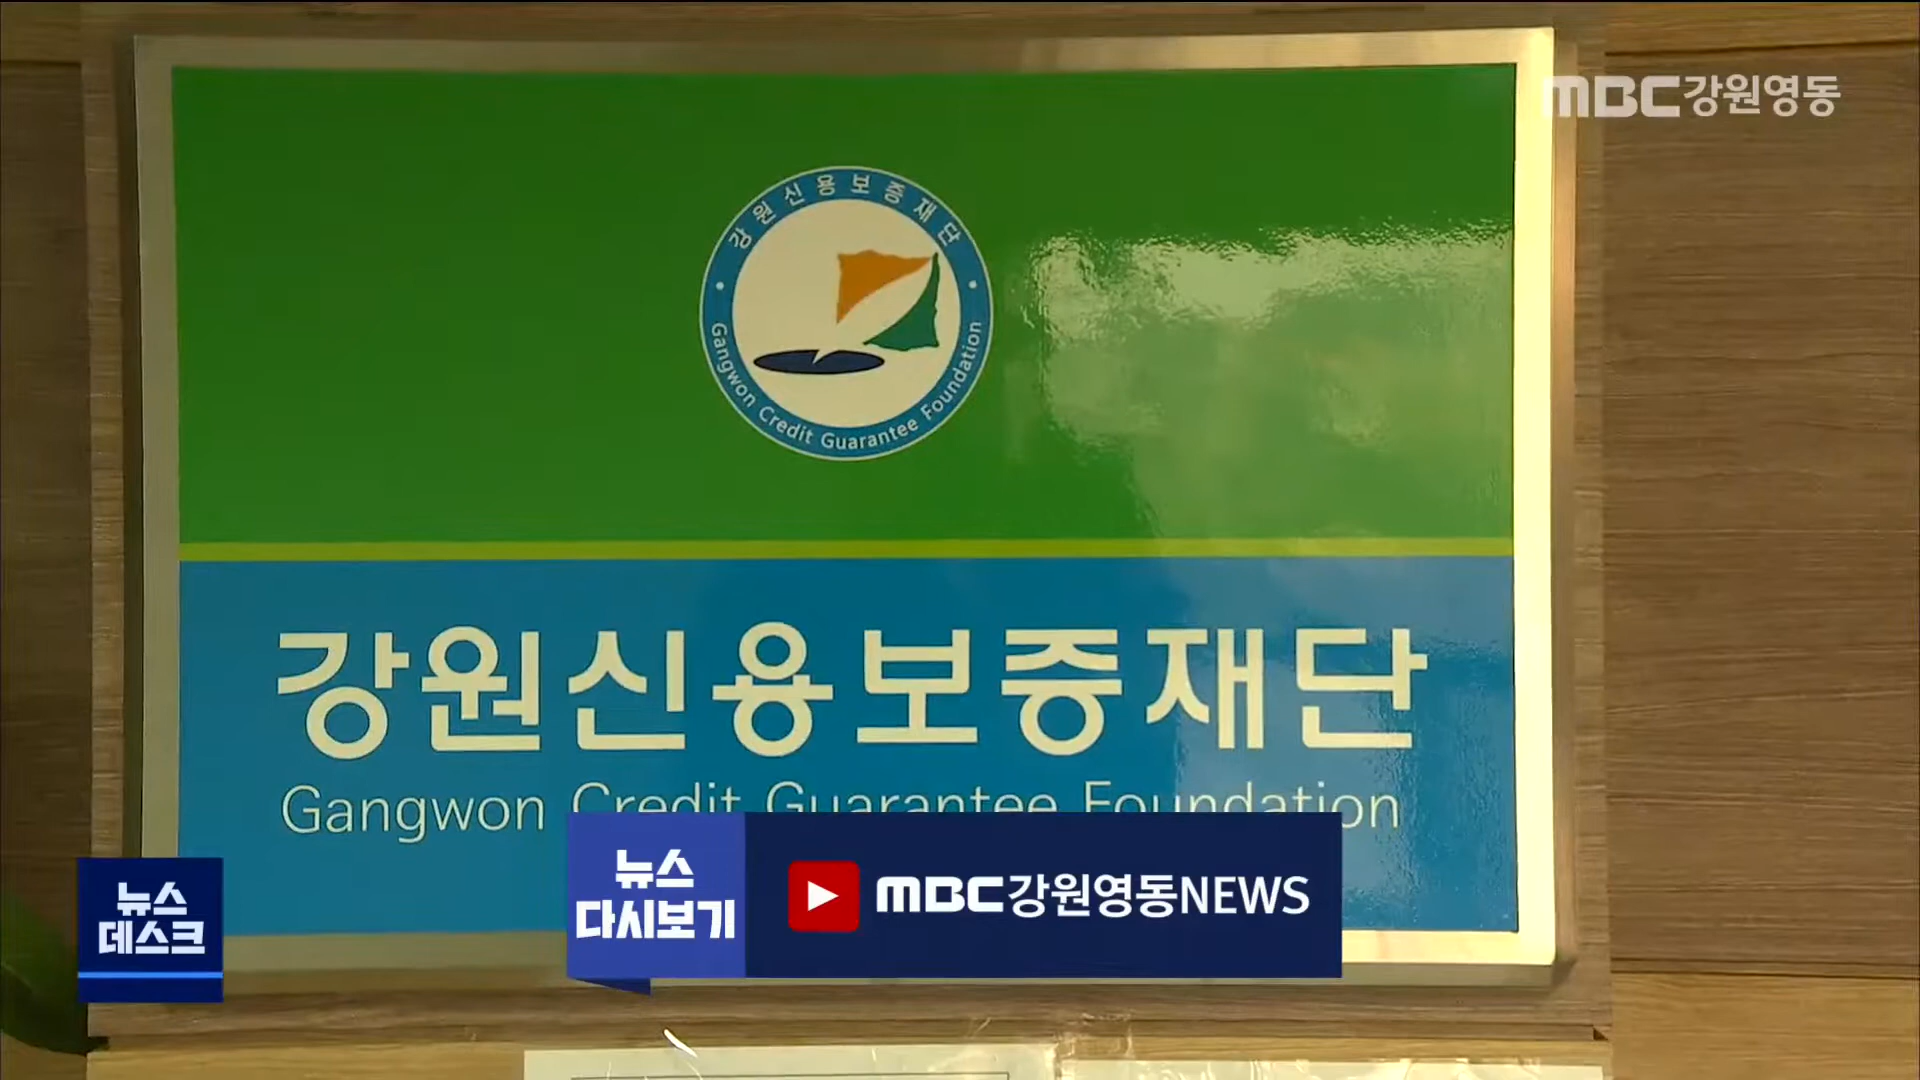 MBC강원영동
강원신용보증재단
Gangwon Credit Guarantee Foundation
강원신용보증재단
Gangwon Credit Guarantee Foundation
뉴스
다시보기
MBC강원영동NEWS
뉴스
데스크